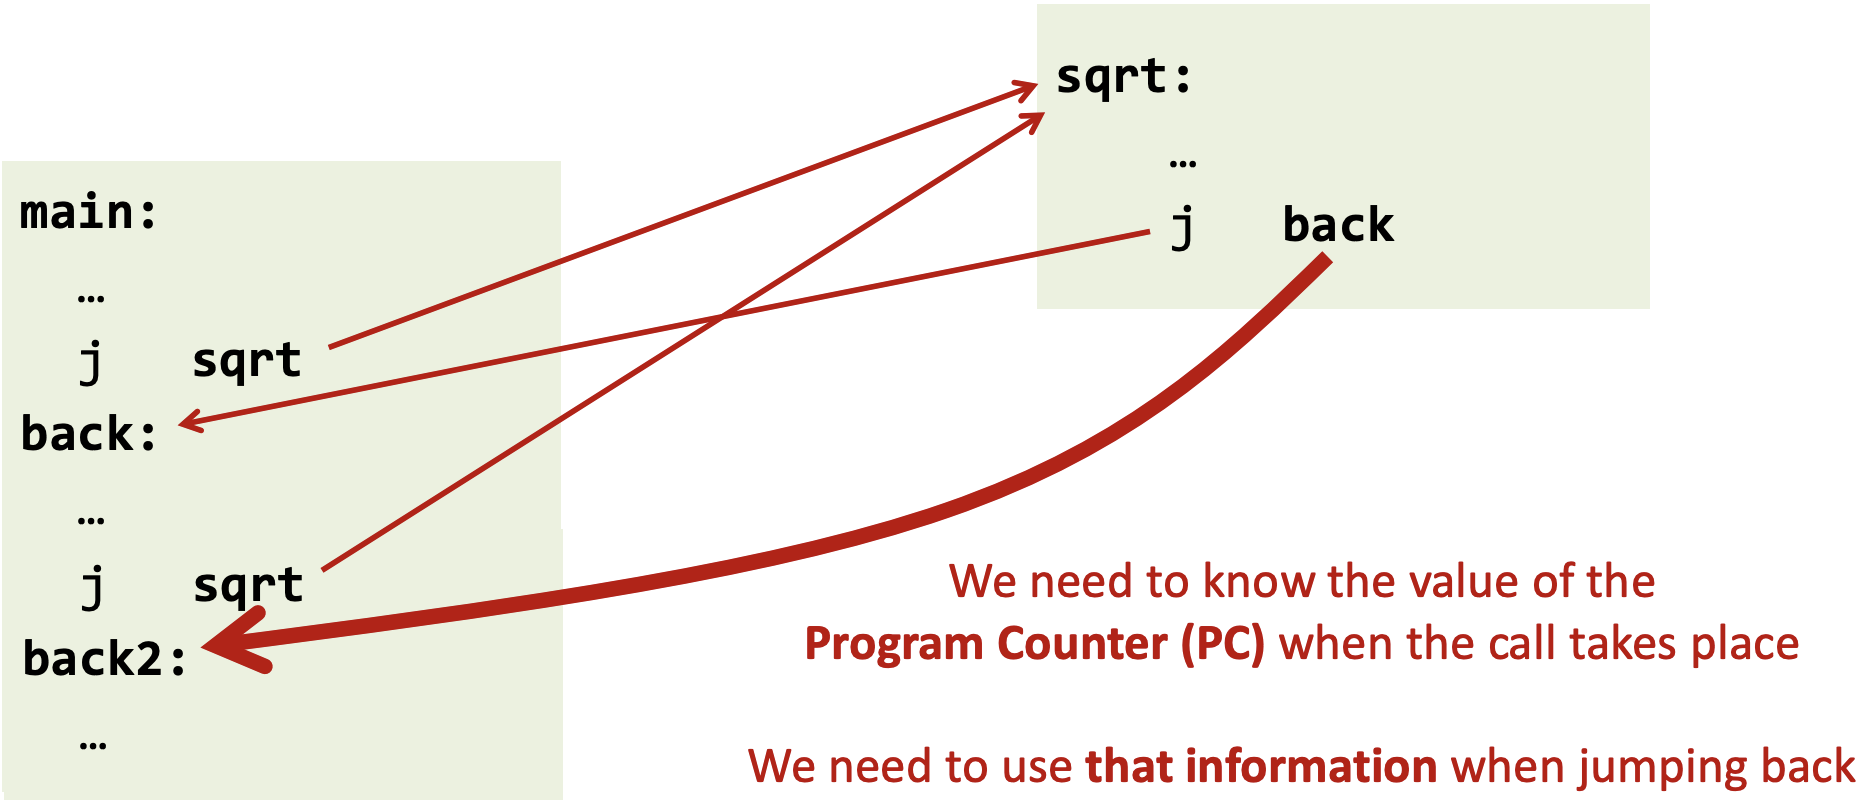 main:
…
j sqrt
back:
…
j sqrt
back2:
…
sqrt:
…
j back
We need to know the value of the
Program Counter (PC) when the call takes place
We need to use that information when jumping back